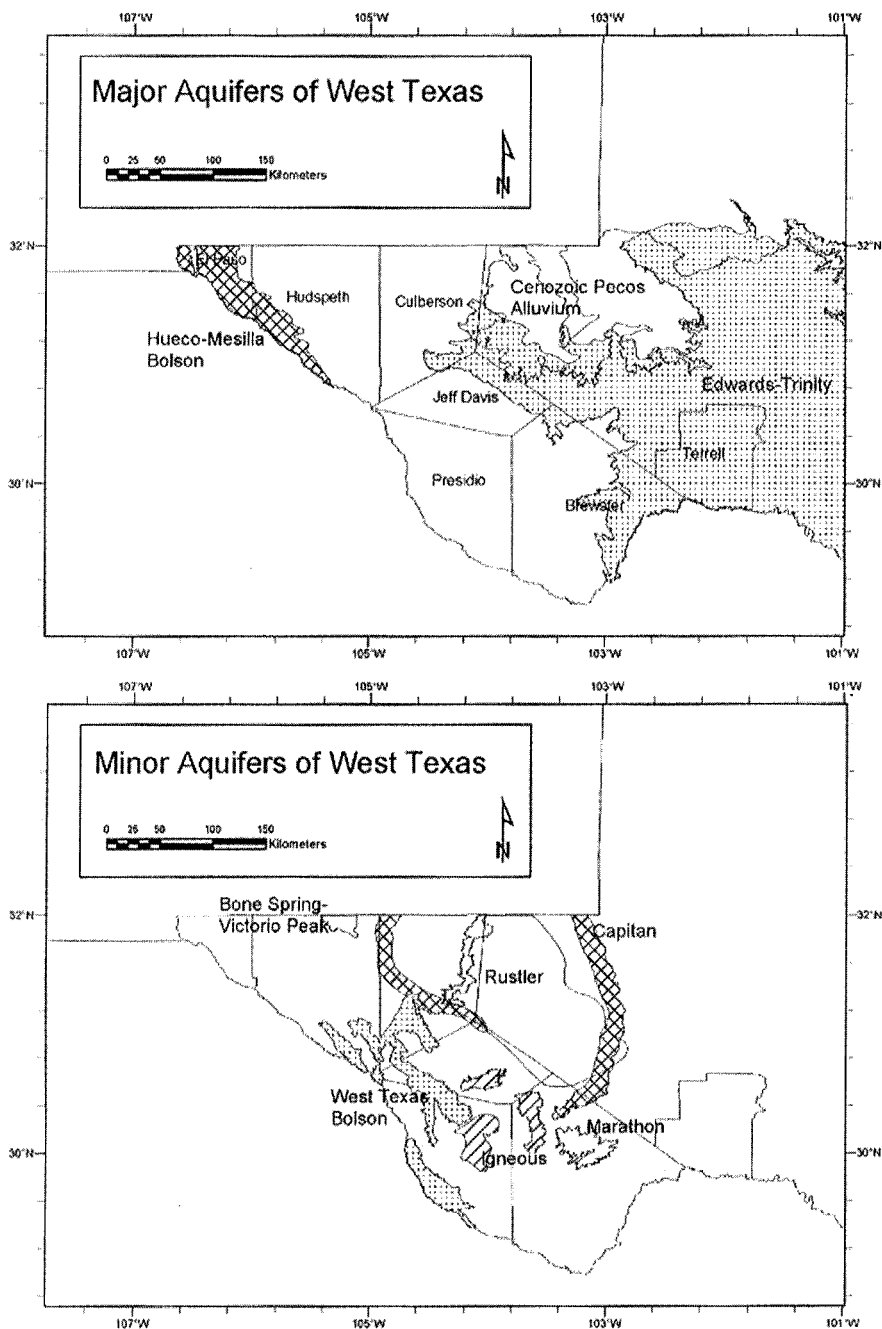 107°W 105°W 103°W 101°W
Major Aquifers of West Texas
0 25 50 100 150
Kilometers
N
32°N 32°N
El Paso
Hudspeth
Culberson
Cenozoic Pecos
Alluvium
Hueco-Mesilla
Bolson
Edwards-Trinity
Jeff Davis
Terrell
Presidio
30°N 30°N
Brewster
107°W 105°W 103°W 101°W
107°W 105°W 103°W 101°W
Minor Aquifers of West Texas
0 25 50 100 150
Kilometers
N
Bone Spring-
Victorio Peak
32°N 32°N
Capitan
Rustler
West Texas
Bolson
Marathon
30°N 30°N
Igneous
107°W 105°W 103°W 101°W